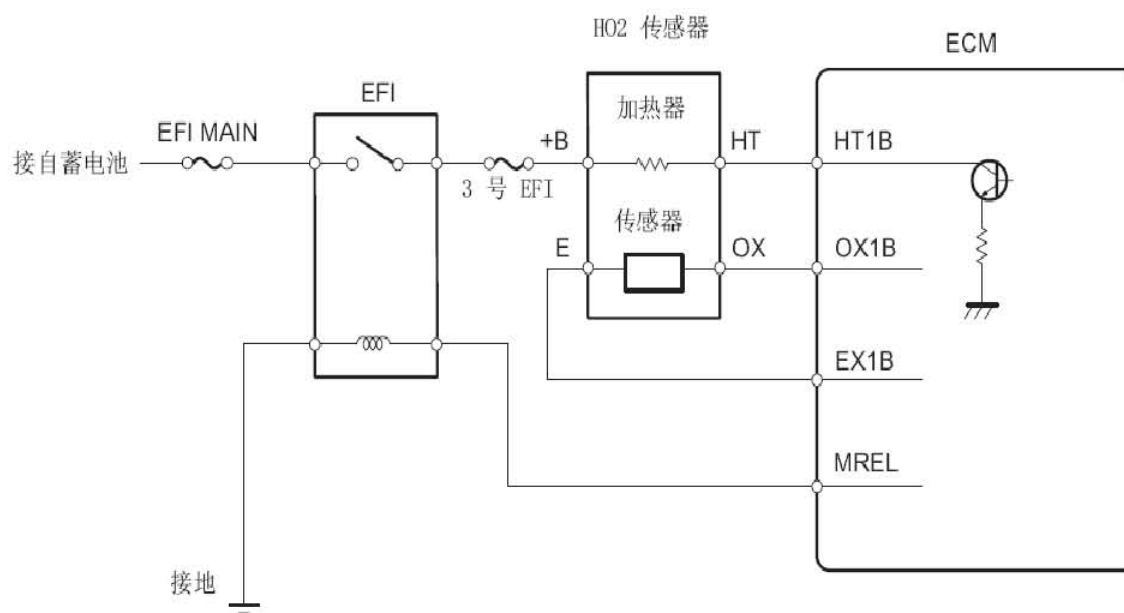 HO2 传感器
ECM
EFI
加热器
EFI MAIN
+B
HT
HT1B
接自蓄电池
3 号 EFI
传感器
E
OX
OX1B
EX1B
MREL
接地